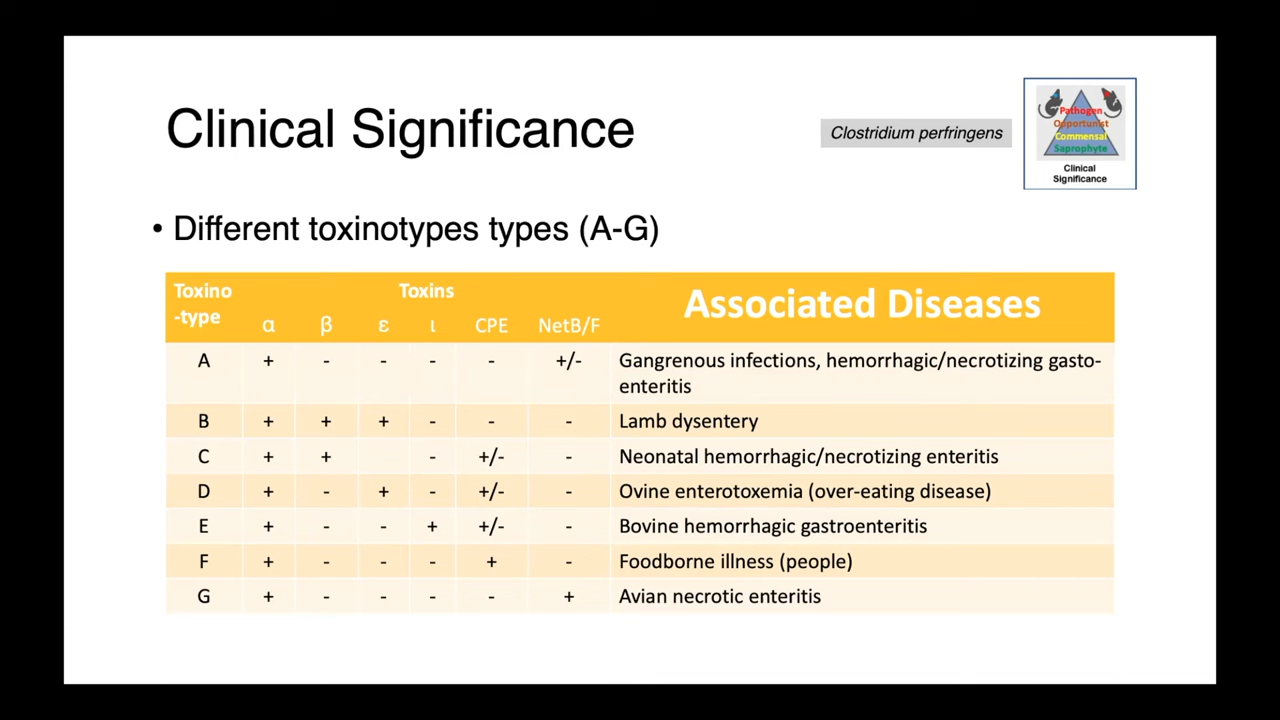 Clinical Significance
Clostridium perfringens
Pathogen
Opportunist
Commensal
Saprophyte
Clinical
Significance
• Different toxinotypes types (A-G)
Toxino
-type
Toxins
α β ε ι CPE NetB/F
Associated Diseases
A + - - - - +/- Gangrenous infections, hemorrhagic/necrotizing gasto-
enteritis
B + + + - - - Lamb dysentery
C + + - +/- - Neonatal hemorrhagic/necrotizing enteritis
D + - + - +/- - Ovine enterotoxemia (over-eating disease)
E + - - + +/- - Bovine hemorrhagic gastroenteritis
F + - - - + - Foodborne illness (people)
G + - - - - + Avian necrotic enteritis